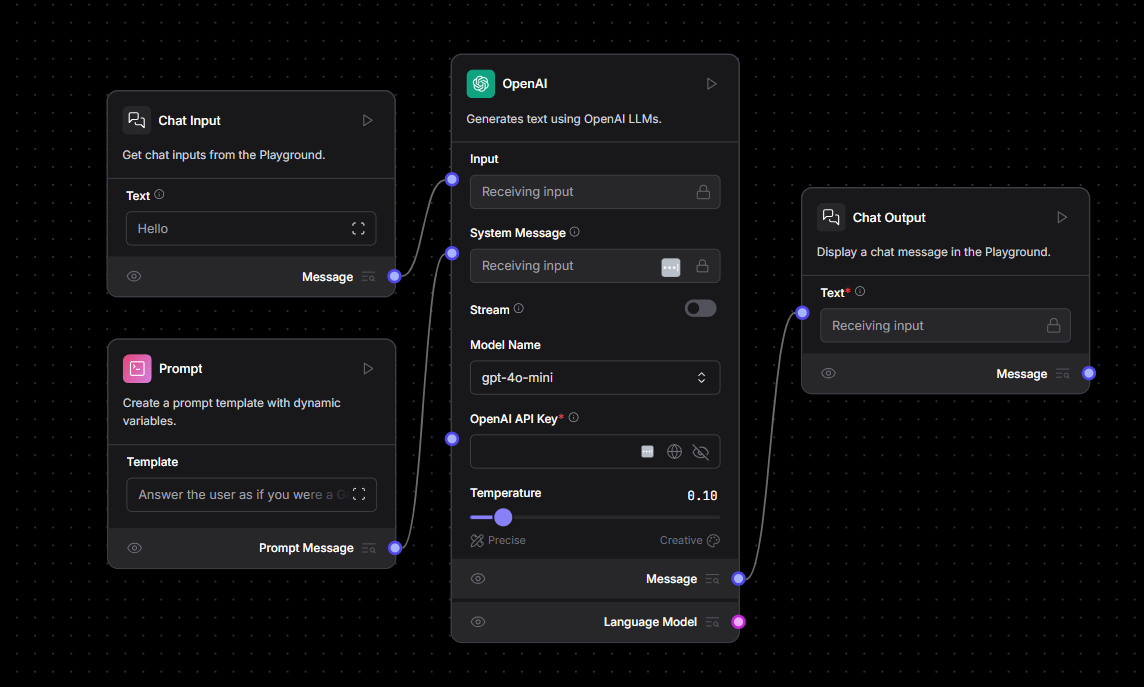 Chat Input
Get chat inputs from the Playground.
Text
Hello
Message
Prompt
Create a prompt template with dynamic
variables.
Template
Answer the user as if you were a
Prompt Message
OpenAI
Generates text using OpenAI LLMs.
Input
Receiving input
System Message
Receiving input
Stream
Model Name
gpt-4o-mini
OpenAI API Key*
Temperature 0.10
Precise Creative
Message
Language Model
Chat Output
Display a chat message in the Playground.
Text*
Receiving input
Message